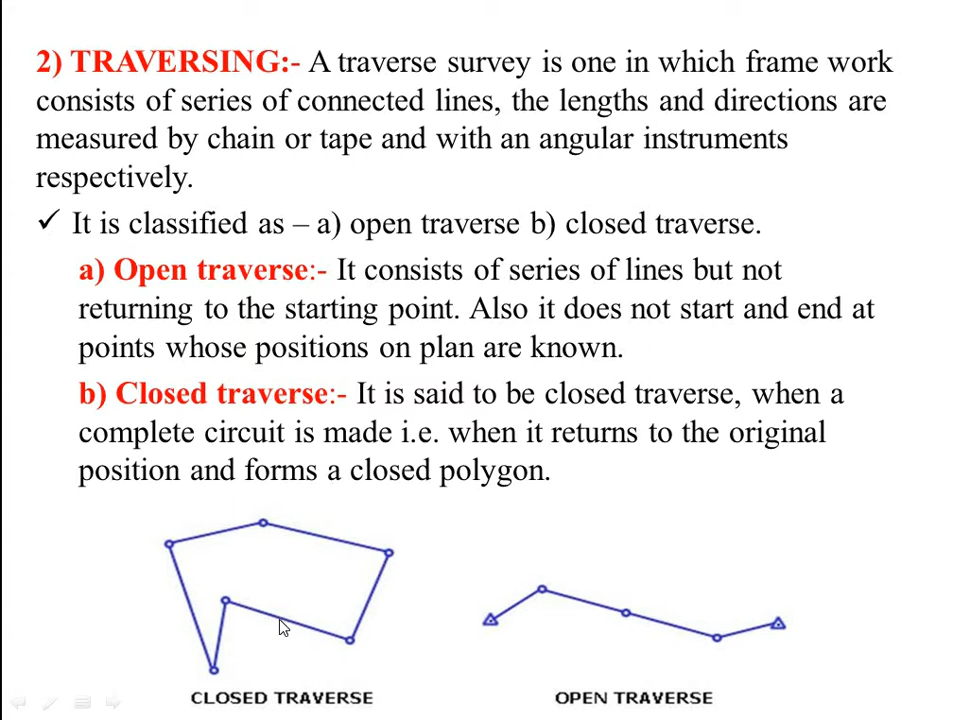 2) TRAVERSING:- A traverse survey is one in which frame work
consists of series of connected lines, the lengths and directions are
measured by chain or tape and with an angular instruments
respectively.
✓ It is classified as – a) open traverse b) closed traverse.
a) Open traverse:- It consists of series of lines but not
returning to the starting point. Also it does not start and end at
points whose positions on plan are known.
b) Closed traverse:- It is said to be closed traverse, when a
complete circuit is made i.e. when it returns to the original
position and forms a closed polygon.
CLOSED TRAVERSE
OPEN TRAVERSE